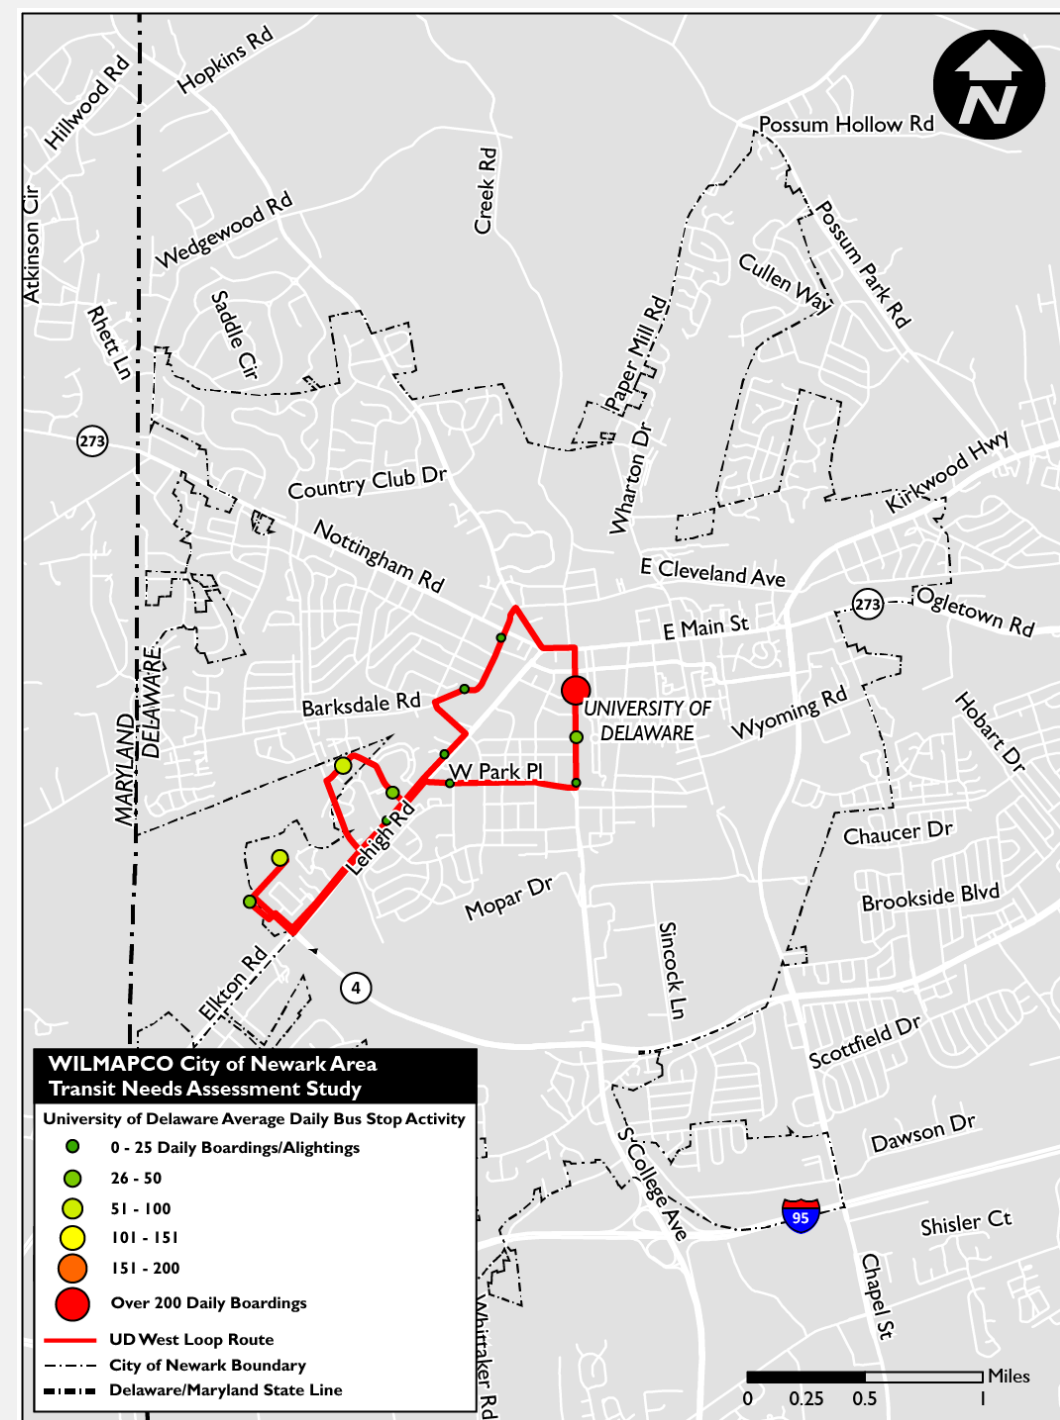 Hopkins Rd
Hillwood Rd
N
Possum Hollow Rd
Creek Rd
Atkinson Cir
Wedgewood Rd
Possum Park Rd
Cullen Way
Saddle Cir
Rhett Ln
Paper Mill Rd
273
Country Club Dr
Wharton Dr
Kirkwood Hwy
Nottingham Rd
E Cleveland Ave
273
Ogletown Rd
E Main St
Barksdale Rd
MARYLAND
DELAWARE
UNIVERSITY OF
DELAWARE
Wyoming Rd
Hobart Dr
W Park Pl
Lehigh Rd
Chaucer Dr
Mopar Dr
Brookside Blvd
Sincock Ln
Elkton Rd
4
Scottfield Dr
S College Ave
Dawson Dr
95
Shisler Ct
Chapel St
Whittaker Rd
WILMAPCO City of Newark Area
Transit Needs Assessment Study
University of Delaware Average Daily Bus Stop Activity
0 - 25 Daily Boardings/Alightings
26 - 50
51 - 100
101 - 151
151 - 200
Over 200 Daily Boardings
UD West Loop Route
City of Newark Boundary
Delaware/Maryland State Line
Miles
0 0.25 0.5 1